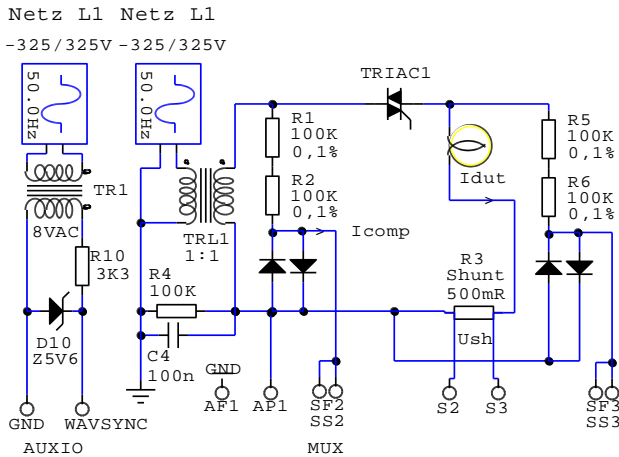 Netz L1 Netz L1
-325/325V -325/325V
50.0Hz 50.0Hz
TRIAC1
R1
100K
0,1%
R5
100K
0,1%
R2
100K
0,1%
R6
100K
0,1%
Idut
TR1
8VAC
TRL1
1:1
Icomp
R10
3K3
R4
100K
R3
Shunt
500mR
Ush
D10
Z5V6
C4
100n
GND
AF1
AP1
SF2
SS2
S2
S3
SF3
SS3
GND
WAVSYNC
AUXIO
MUX